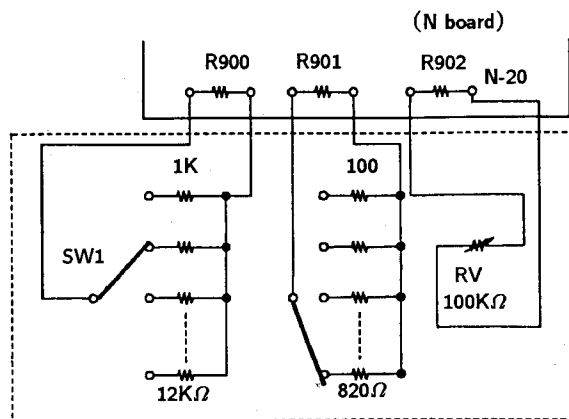 (N board)
R900 R901 R902 N-20
1K 100
SW1
RV
100KΩ
12KΩ 820Ω